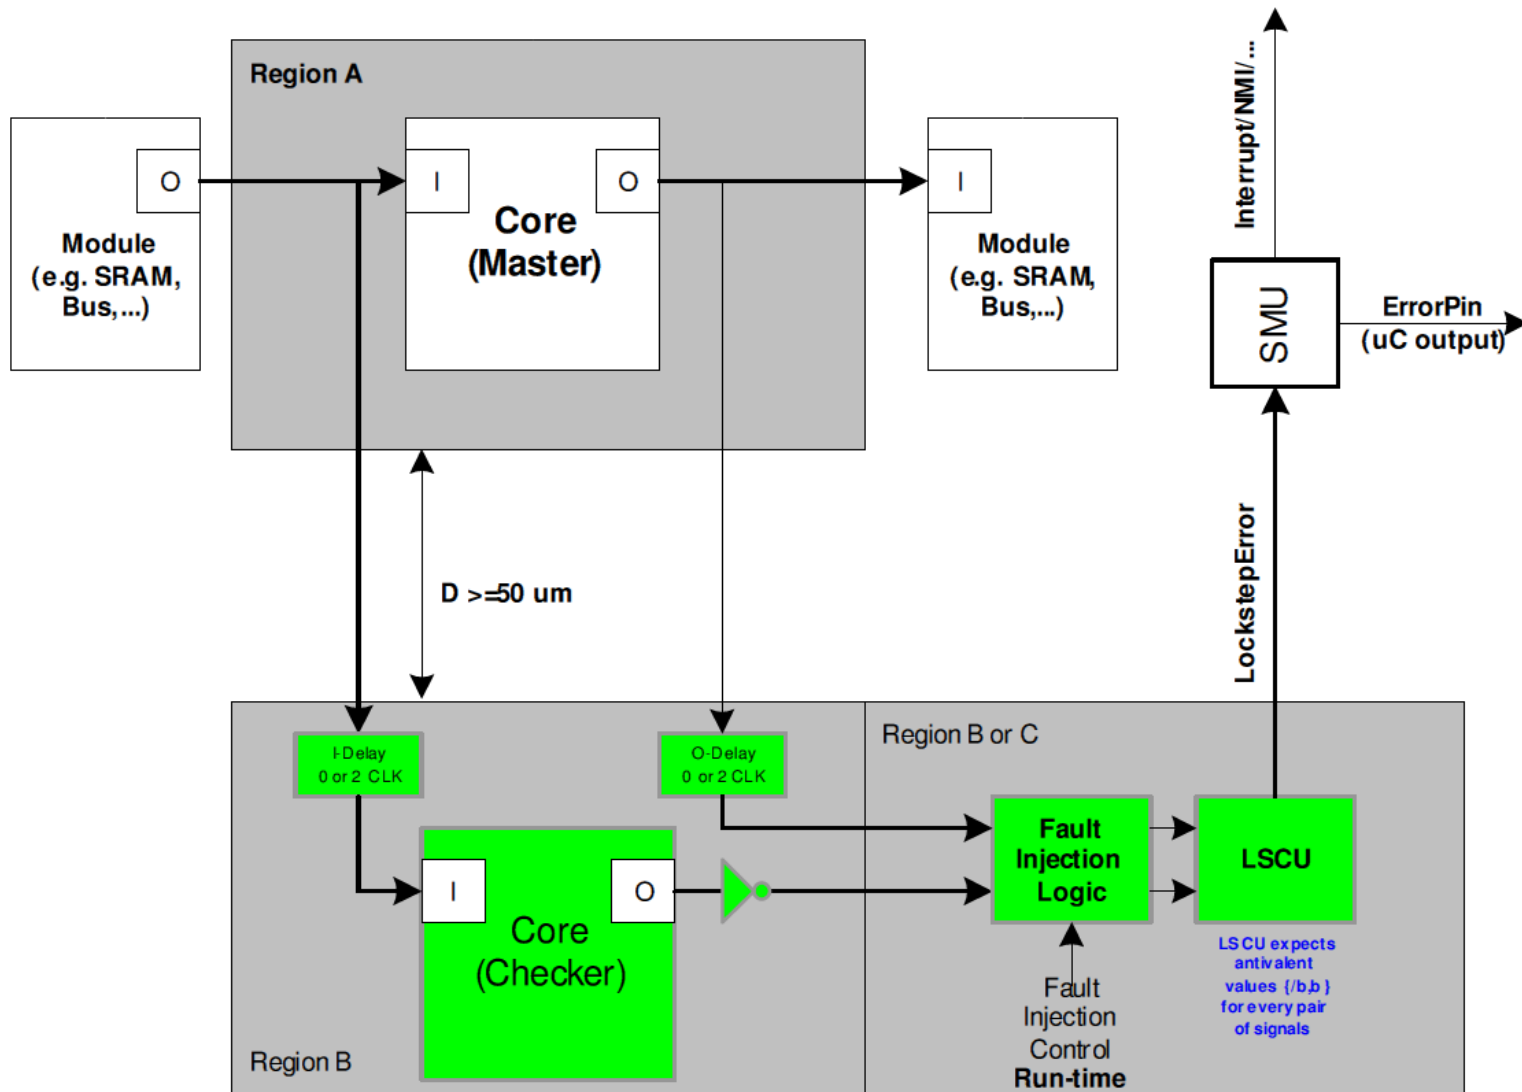 Region A
O
Module
(e.g. SRAM,
Bus,...)
I
O
Core
(Master)
I
Module
(e.g. SRAM,
Bus,...)
Interrupt/NMI/...
SMU
ErrorPin
(uC output)
LockstepError
D >=50 um
I-Delay
0 or 2 CLK
O-Delay
0 or 2 CLK
Region B or C
I
O
Core
(Checker)
Fault
Injection
Logic
LSCU
LSCU expects
antivalent
values {/b,b}
for every pair
of signals
Fault
Injection
Control
Run-time
Region B